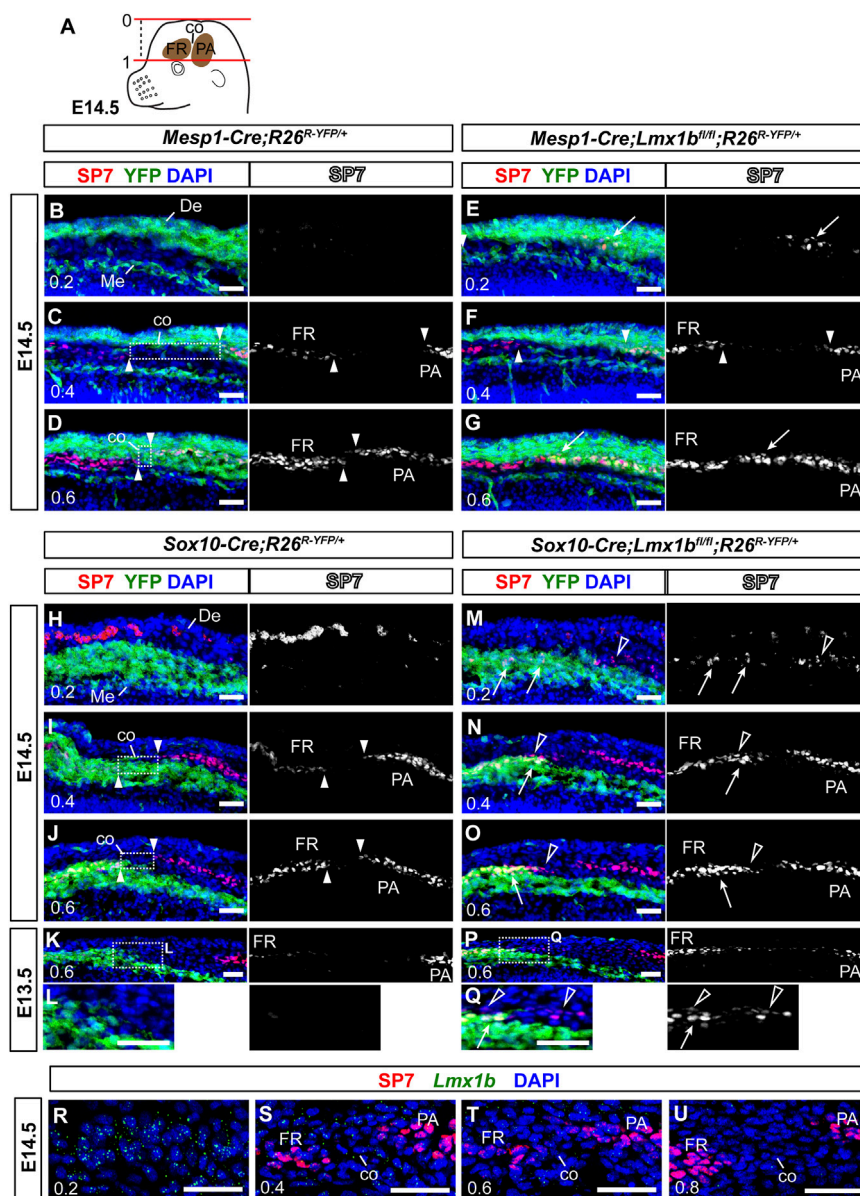 A
0
co
FR PA
1
E14.5
Mesp1-Cre;R26R-YFP/+
Mesp1-Cre;Lmx1bfl/fl;R26R-YFP/+
SP7 YFP DAPI
SP7
SP7 YFP DAPI
SP7
E14.5
B
De
Me
0.2
E
0.2
C
co
0.4
FR
PA
F
0.4
FR
PA
D
co
0.6
FR
PA
G
0.6
FR
PA
Sox10-Cre;R26R-YFP/+
Sox10-Cre;Lmx1bfl/fl;R26R-YFP/+
SP7 YFP DAPI
SP7
SP7 YFP DAPI
SP7
E14.5
H
De
0.2
Me
M
0.2
I
co
0.4
FR
PA
N
0.4
FR
PA
J
co
0.6
FR
PA
O
0.6
FR
PA
E13.5
K
L
0.6
FR
PA
P
Q
0.6
FR
PA
L
Q
SP7 Lmx1b DAPI
E14.5
R
0.2
S
PA
FR
co
0.4
T
PA
FR
co
0.6
U
PA
FR
co
0.8